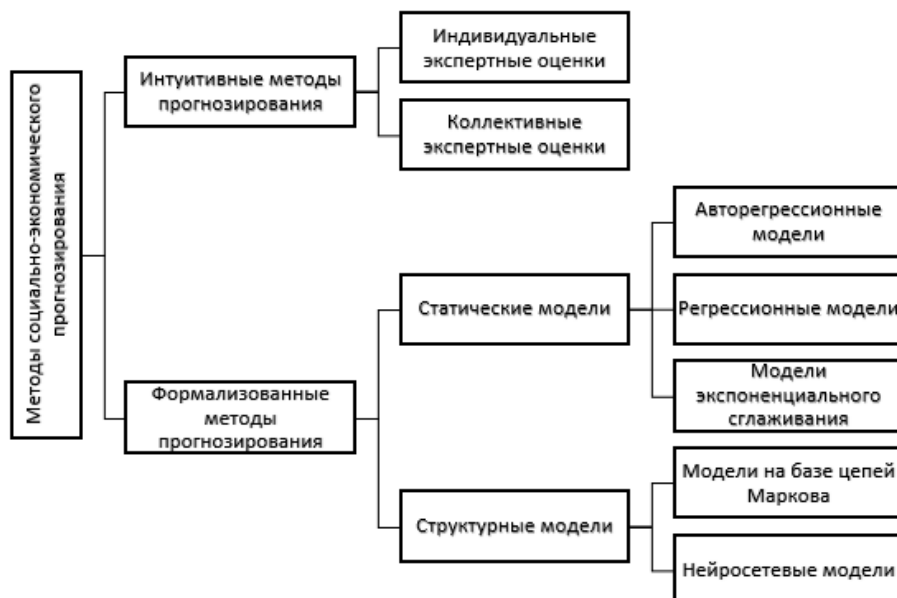 Методы социально-экономического
прогнозирования
Интуитивные методы
прогнозирования
Индивидуальные
экспертные оценки
Коллективные
экспертные оценки
Формализованные
методы
прогнозирования
Статические модели
Авторегрессионные
модели
Регрессионные модели
Модели
экспоненциального
сглаживания
Структурные модели
Модели на базе цепей
Маркова
Нейросетевые модели